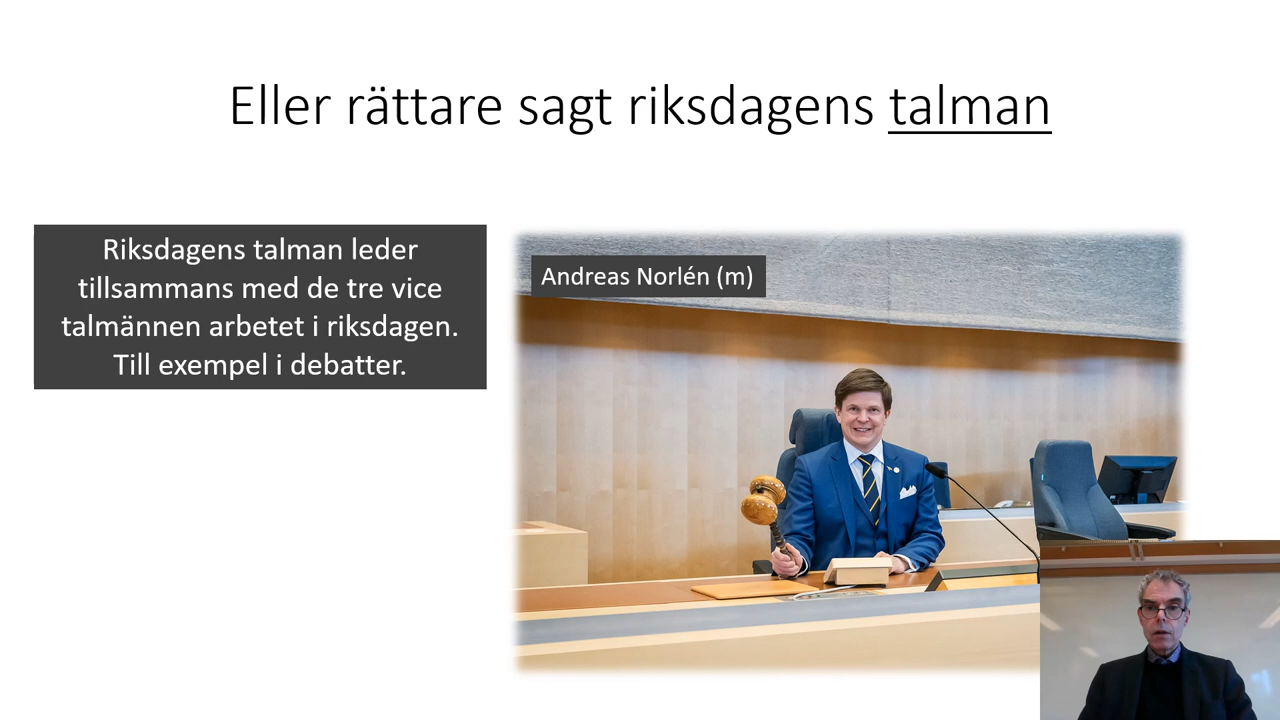 Eller rättare sagt riksdagens talman
Riksdagens talman leder
tillsammans med de tre vice
talmännen arbetet i riksdagen.
Till exempel i debatter.
Andreas Norlén (m)